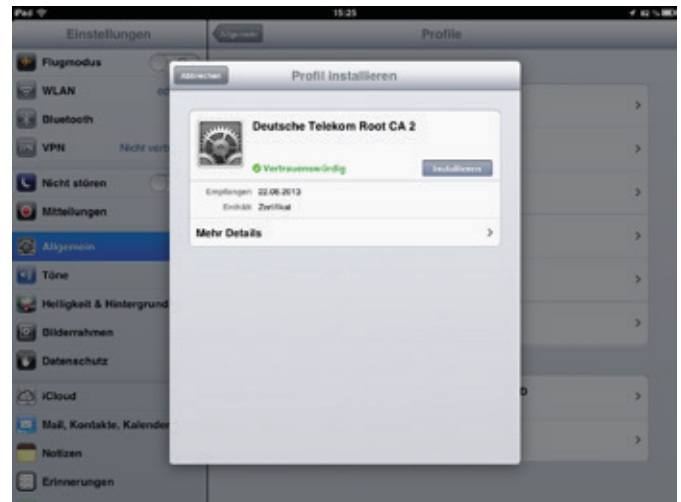 iPad 15:25
Einstellungen
Allgemein
Profile
Flugmodus
WLAN
Bluetooth
VPN Nicht verb
Nicht stören
Mitteilungen
Allgemein
Töne
Helligkeit & Hintergrund
Bilderrahmen
Datenschutz
iCloud
Mail, Kontakte, Kalender
Notizen
Erinnerungen
Abbrechen
Profil installieren
Deutsche Telekom Root CA 2
Vertrauenswürdig
Installieren
Empfangen 22.08.2013
Enthält Zertifikat
Mehr Details